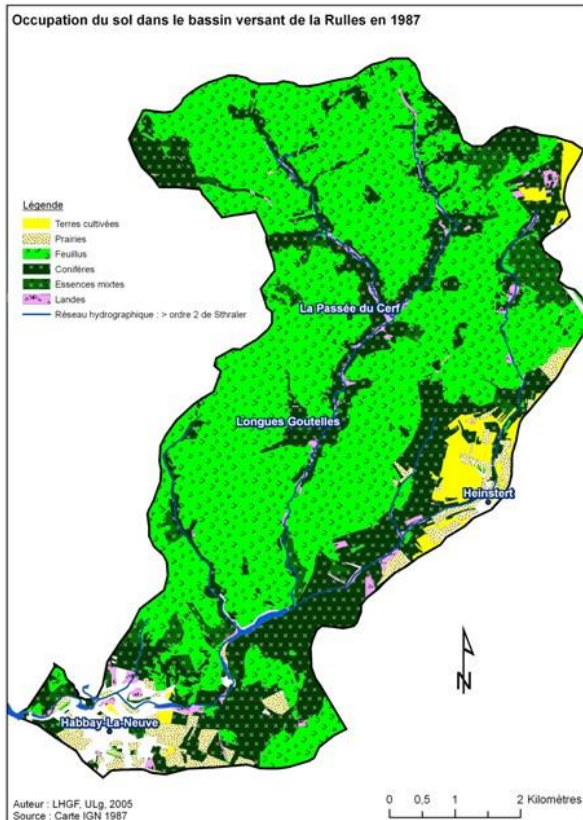 Occupation du sol dans le bassin versant de la Rulles en 1987
Légende
Terres cultivées
Prairies
Feuillus
Conifères
Essences mixtes
Landes
Réseau hydrographique : > ordre 2 de Sthraler
La Passée du Cerf
Longues Goutelles
Heinstert
N
Habbay-La-Neuve
Auteur : LHGF, ULg, 2005
Source : Carte IGN 1987
0 0,5 1 2 Kilomètres